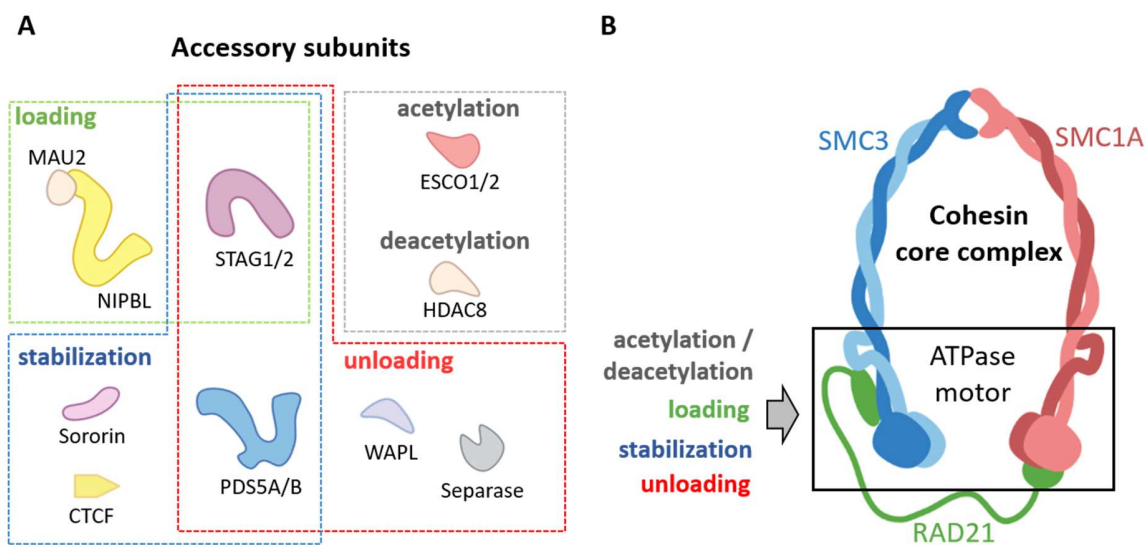 A
Accessory subunits
loading
MAU2
NIPBL
STAG1/2
acetylation
ESCO1/2
deacetylation
HDAC8
stabilization
Sororin
CTCF
PDS5A/B
unloading
WAPL
Separase
B
SMC3
SMC1A
Cohesin
core complex
acetylation /
deacetylation
loading
stabilization
unloading
ATPase
motor
RAD21